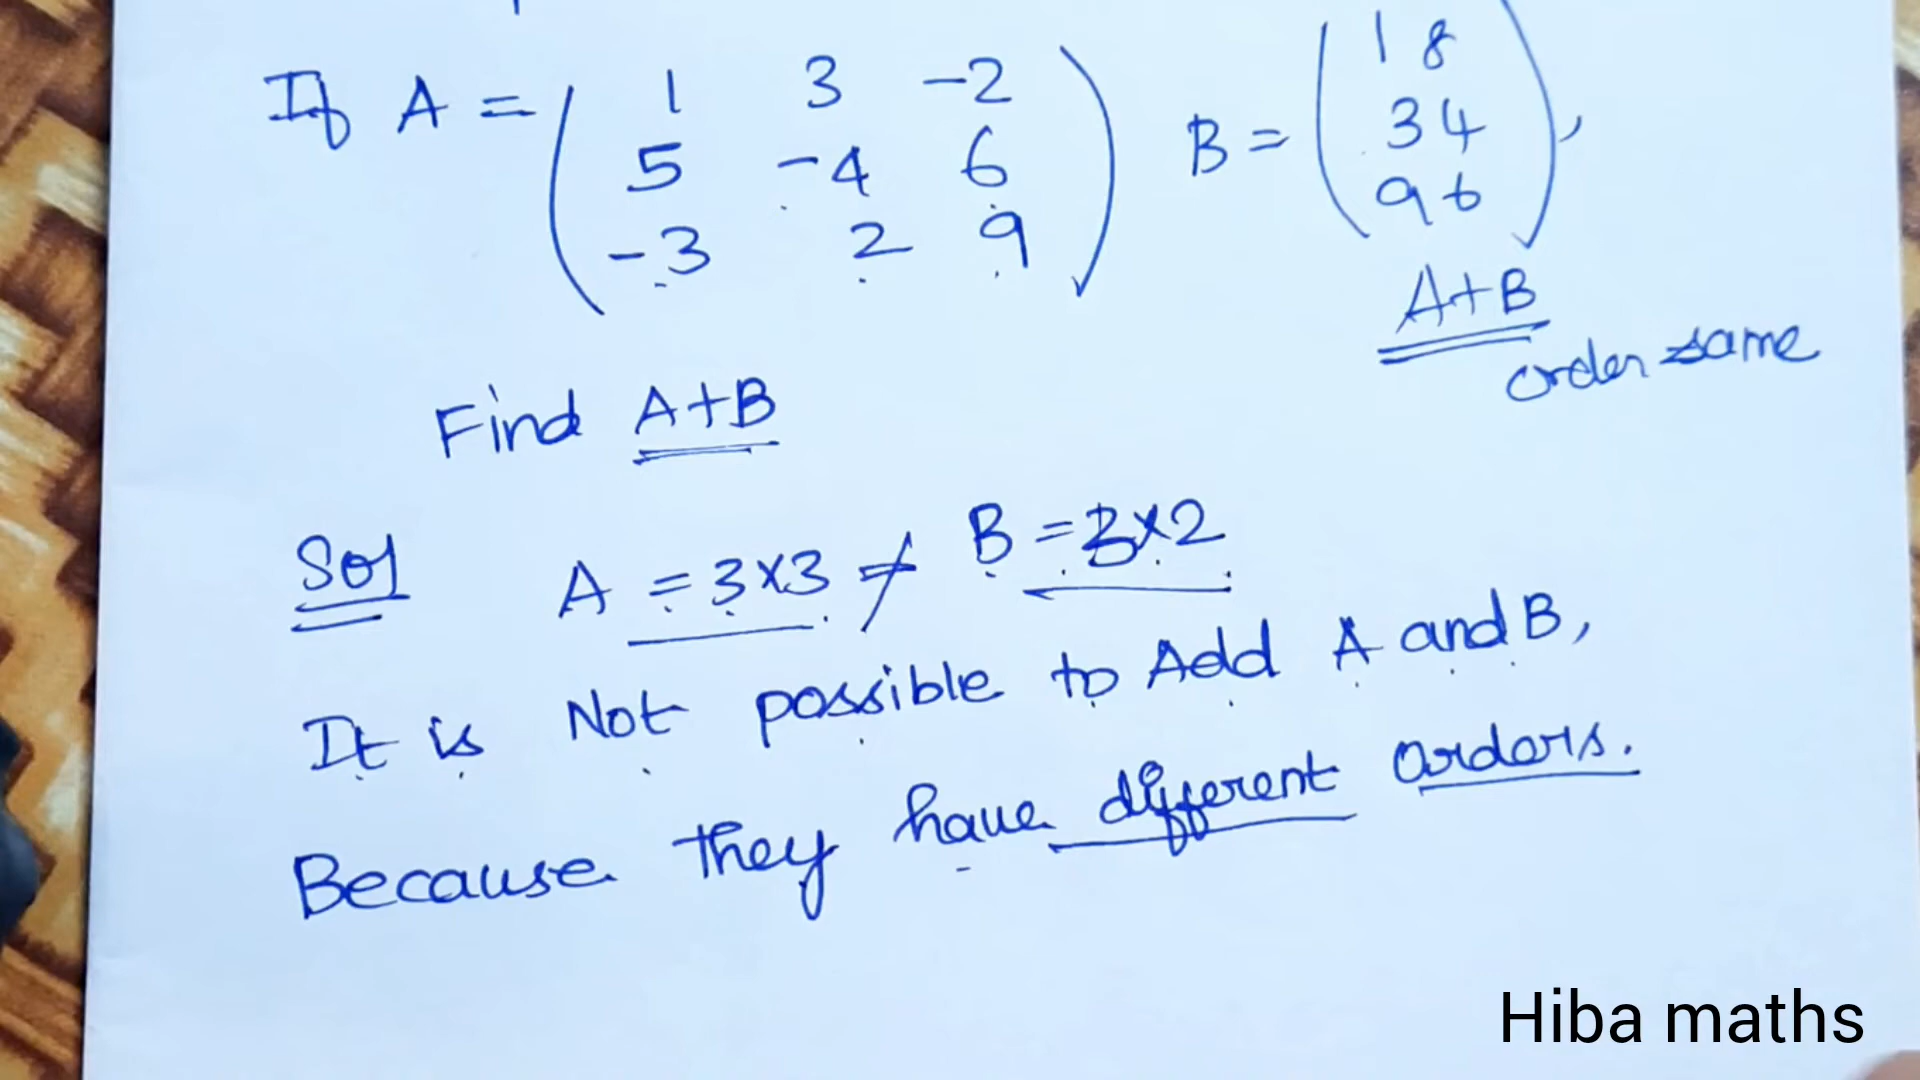 If A = ( 1 3 -2 B = ( 1 8
5 -4 6 3 4
-3 2 9 ) 9 6 ) ,
A+B
order same
Find A+B
Sol A = 3×3 ≠ B = 3×2
It is Not possible to Add A and B,
Because they have different orders.
Hiba maths